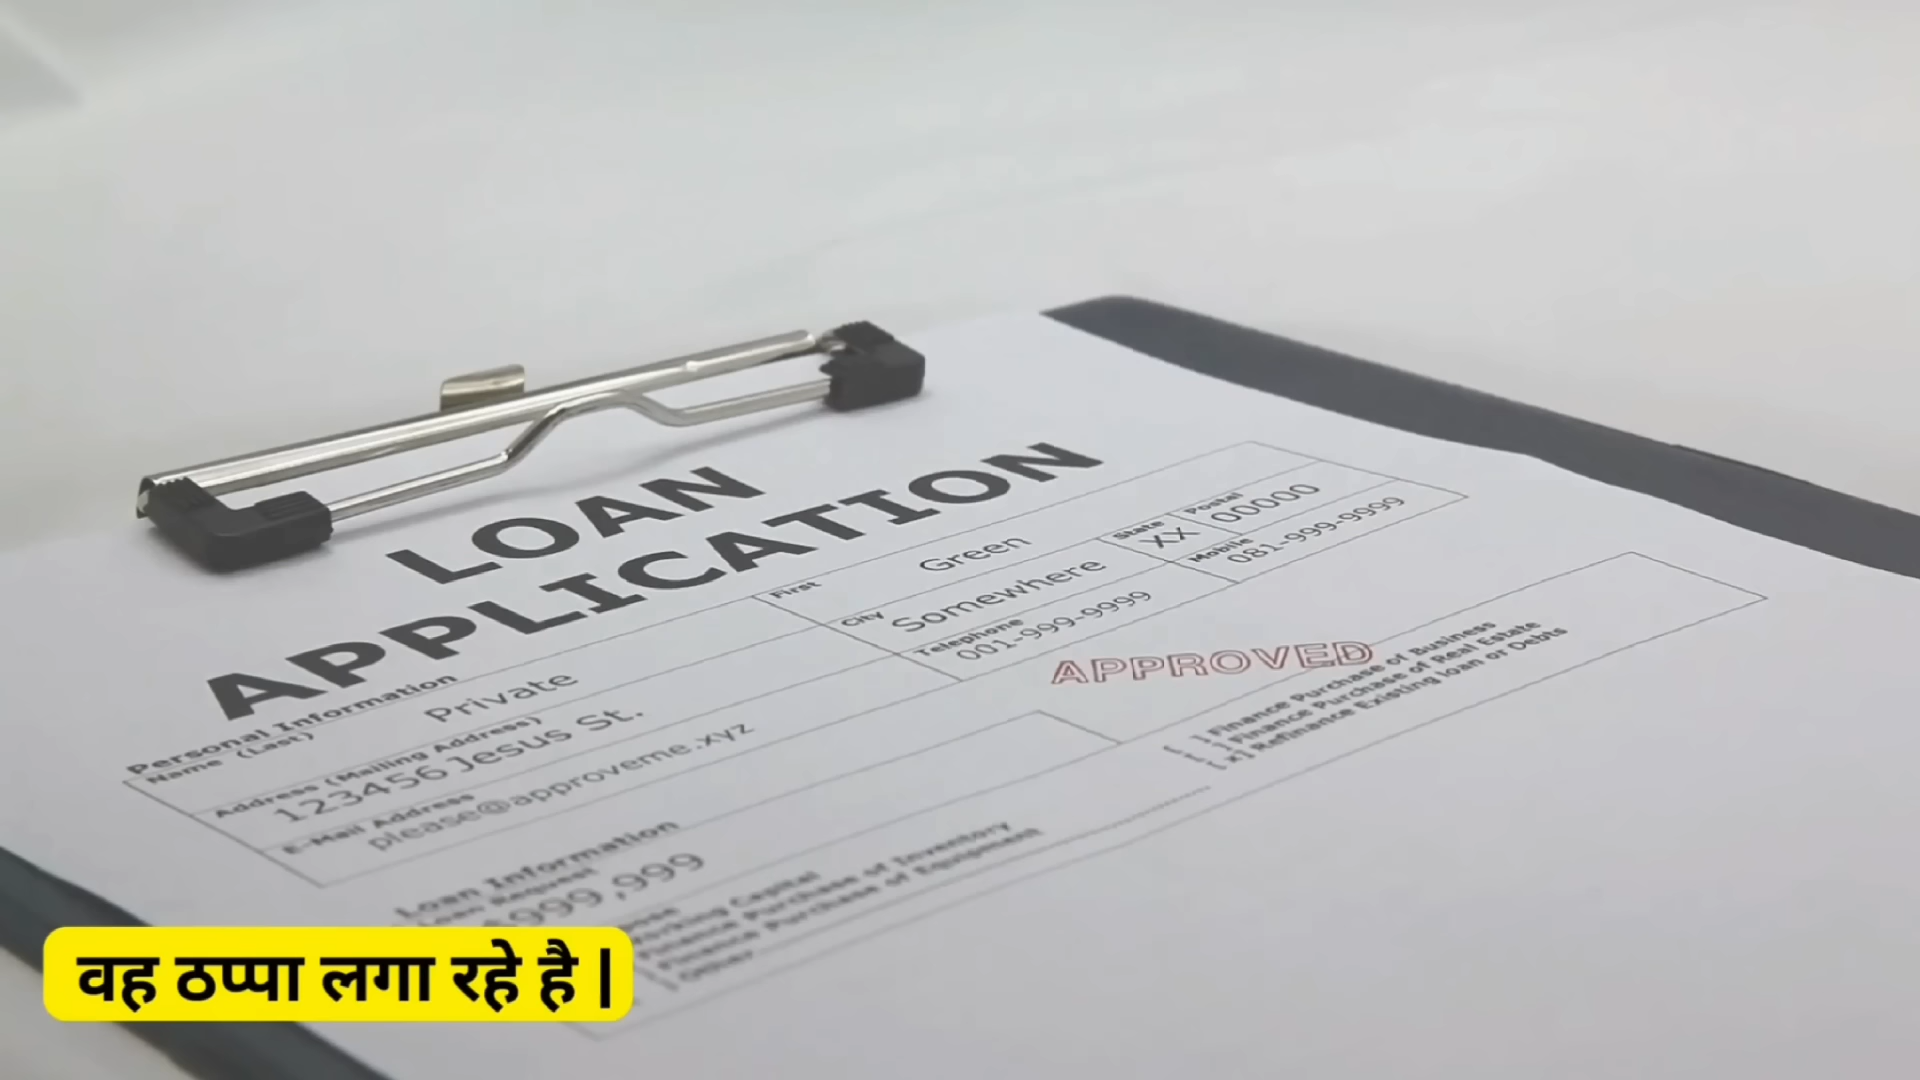 LOAN
APPLICATION
Personal Information
Name (Last)
Private
First
Green
Address (Mailing Address)
123456 Jesus St.
City
Somewhere
State
XX
Postal
00000
E-Mail Address
please@approveme.xyz
Telephone
001-999-9999
Mobile
081-999-9999
APPROVED
Loan Information
Loan Request
999,999
Working Capital
Finance Purchase of Inventory
Finance Purchase of Equipment
Other
[ ] Finance Purchase of Business
[ ] Finance Purchase of Real Estate
[x] Refinance Existing loan or Debts
वह ठप्पा लगा रहे है |